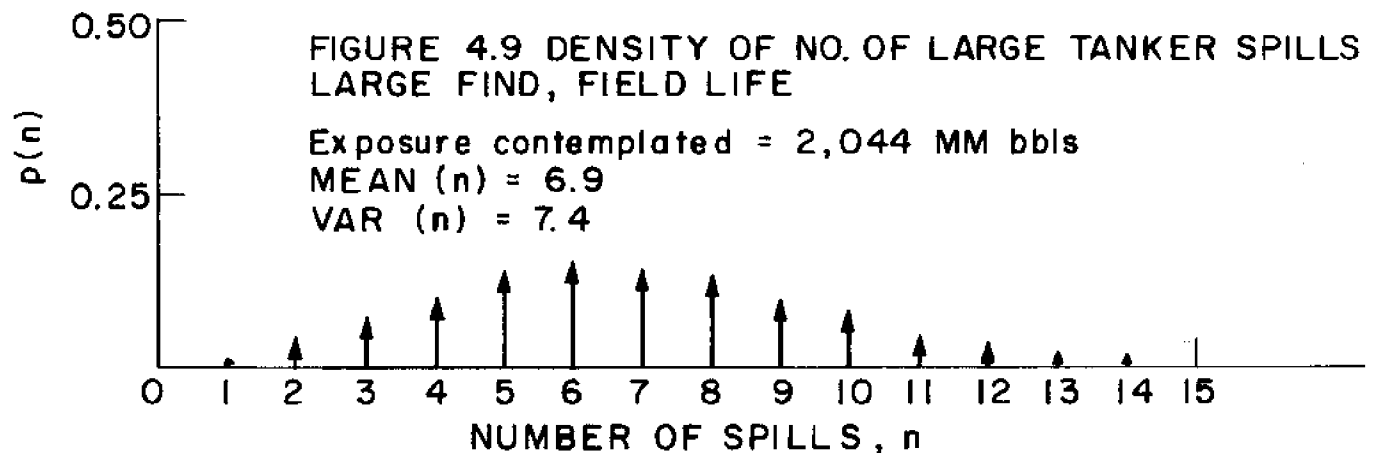 0.50
FIGURE 4.9 DENSITY OF NO. OF LARGE TANKER SPILLS
LARGE FIND, FIELD LIFE
p(n)
Exposure contemplated = 2,044 MM bbls
MEAN (n) = 6.9
0.25
VAR (n) = 7.4
0 1 2 3 4 5 6 7 8 9 10 11 12 13 14 15
NUMBER OF SPILLS, n